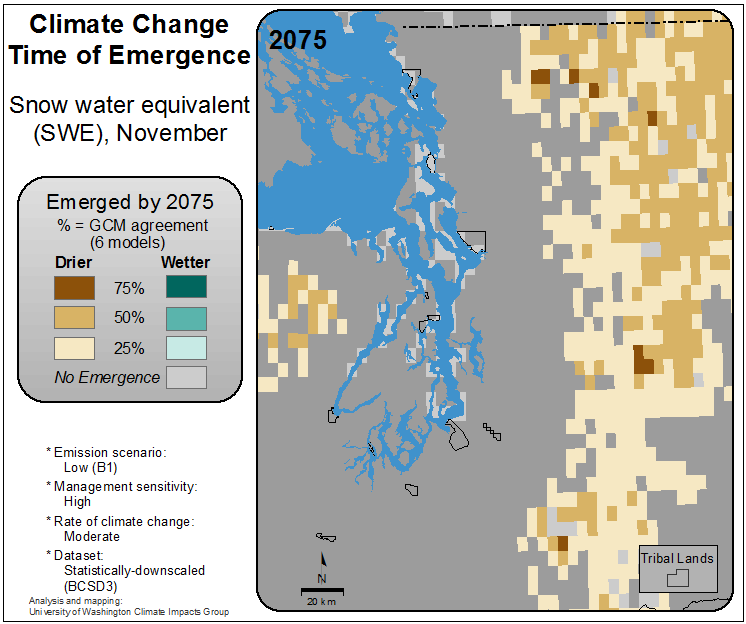 Climate Change
Time of Emergence
Snow water equivalent
(SWE), November
Emerged by 2075
% = GCM agreement
(6 models)
Drier Wetter
75%
50%
25%
No Emergence
* Emission scenario:
Low (B1)
* Management sensitivity:
High
* Rate of climate change:
Moderate
* Dataset:
Statistically-downscaled
(BCSD3)
Analysis and mapping:
University of Washington Climate Impacts Group
2075
N
20 km
Tribal Lands